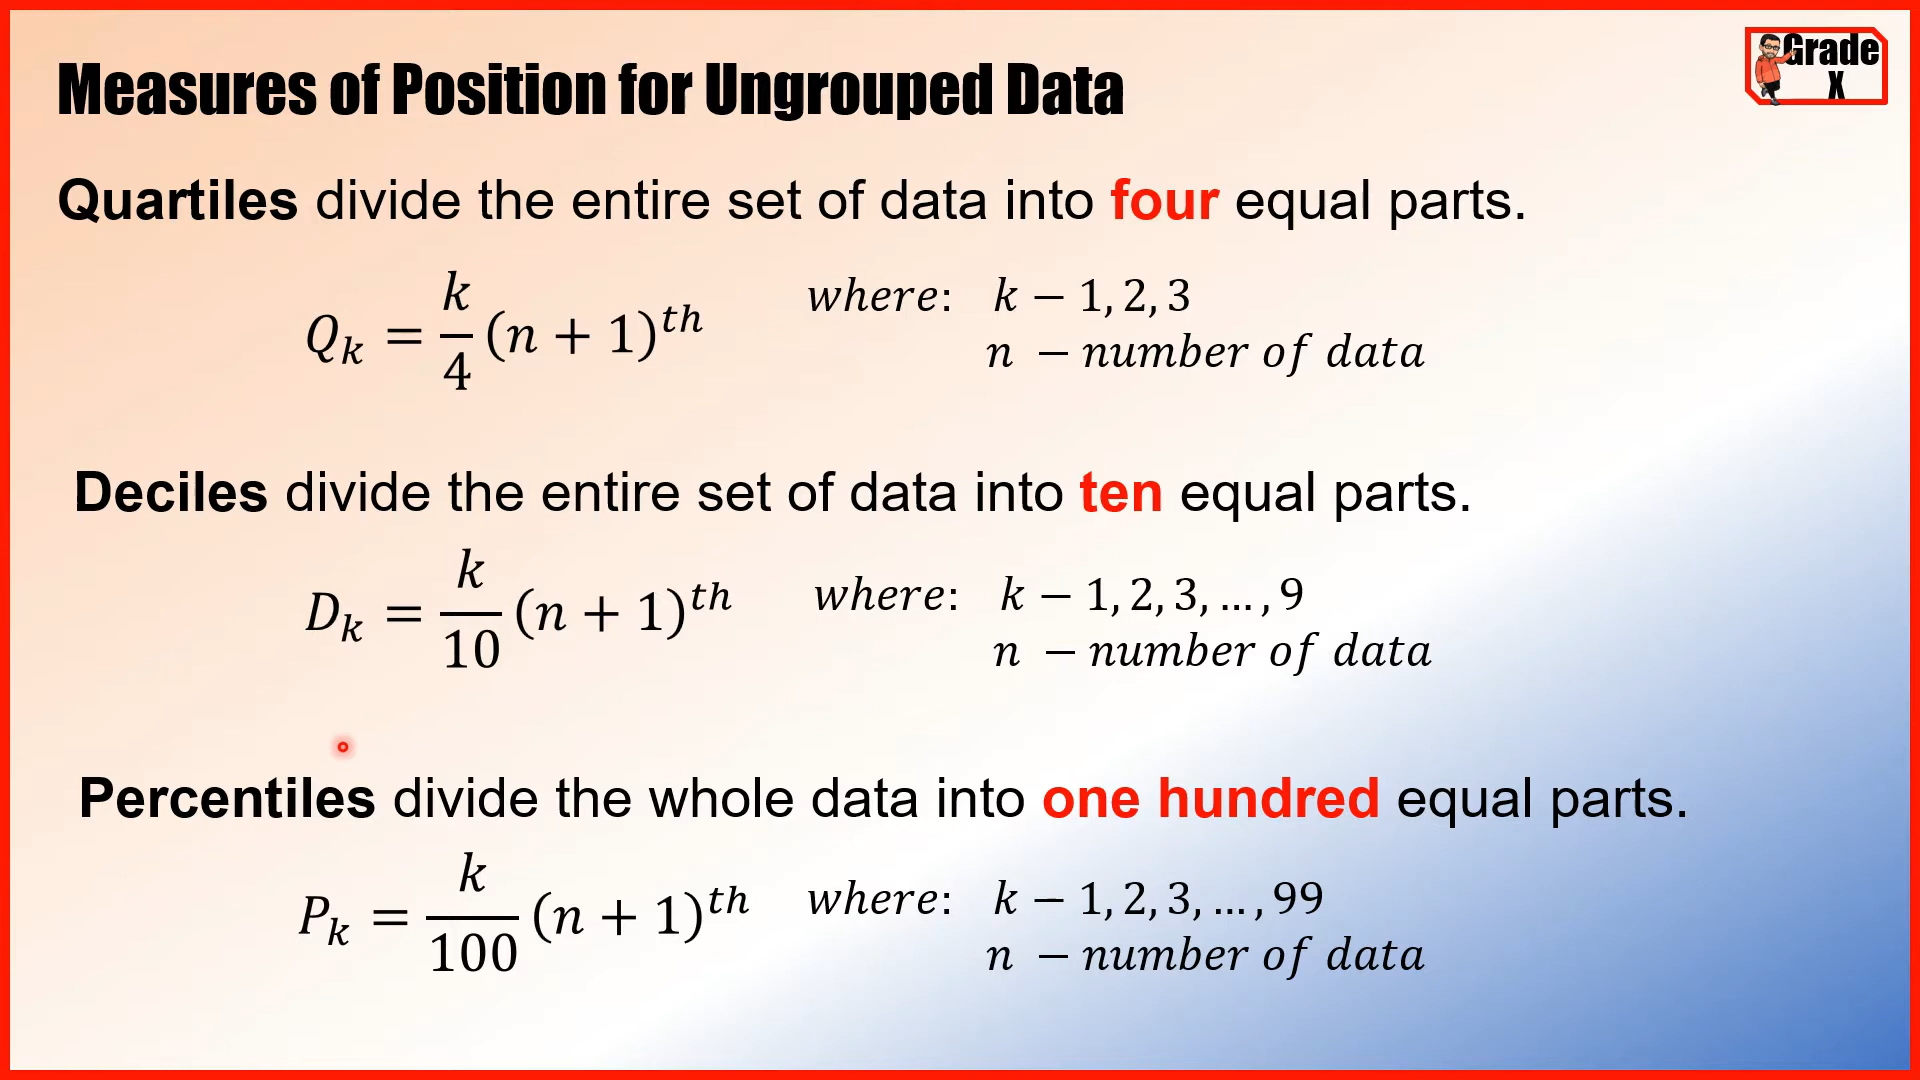 Measures of Position for Ungrouped Data
Grade
X
Quartiles divide the entire set of data into four equal parts.
Qₖ = k/4 (n + 1)ᵗʰ
where: k − 1, 2, 3
n − number of data
Deciles divide the entire set of data into ten equal parts.
Dₖ = k/10 (n + 1)ᵗʰ
where: k − 1, 2, 3, … , 9
n − number of data
Percentiles divide the whole data into one hundred equal parts.
Pₖ = k/100 (n + 1)ᵗʰ
where: k − 1, 2, 3, … , 99
n − number of data